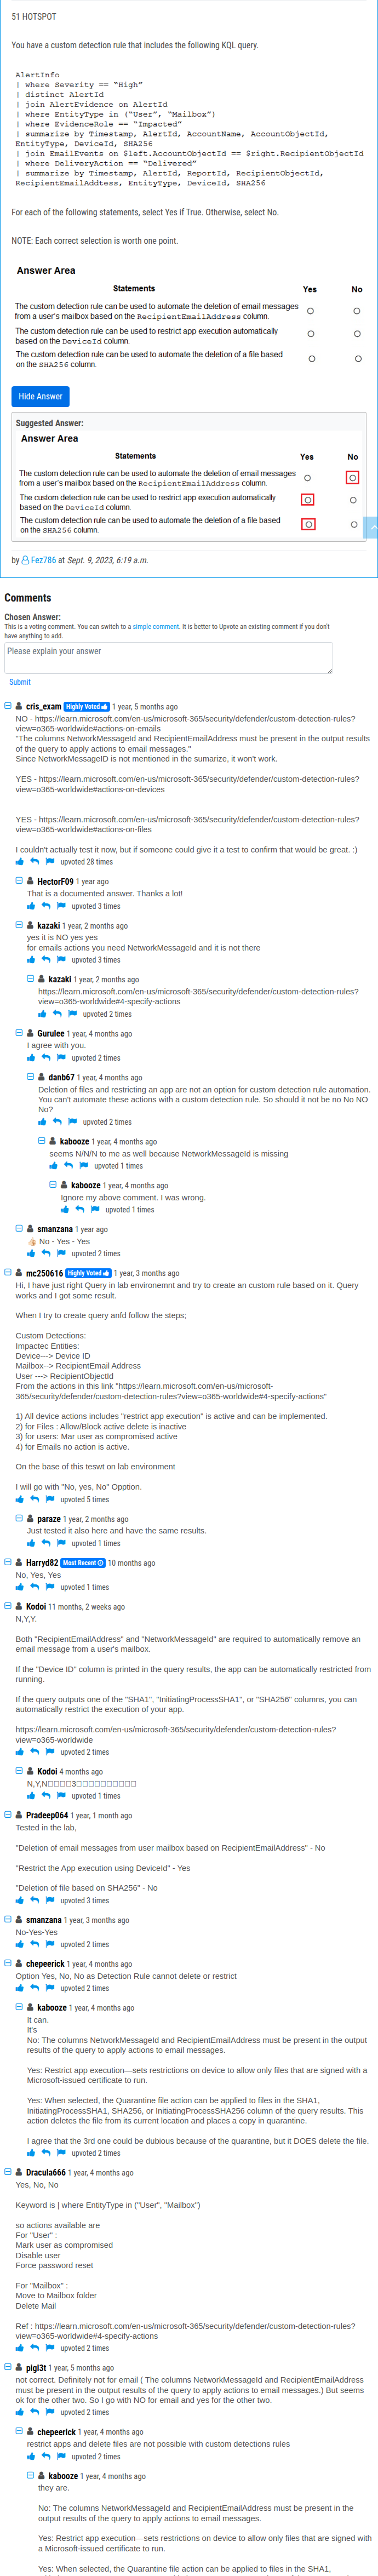 51 HOTSPOT
You have a custom detection rule that includes the following KQL query.
AlertInfo
| where Severity == “High”
| distinct AlertId
| join AlertEvidence on AlertId
| where EntityType in (“User”, “Mailbox”)
| where EvidenceRole == “Impacted”
| summarize by Timestamp, AlertId, AccountName, AccountObjectId,
EntityType, DeviceId, SHA256
| join EmailEvents on $left.AccountObjectId == $right.RecipientObjectId
| where DeliveryAction == “Delivered”
| summarize by Timestamp, AlertId, ReportId, RecipientObjectId,
RecipientEmailAddtess, EntityType, DeviceId, SHA256
For each of the following statements, select Yes if True. Otherwise, select No.
NOTE: Each correct selection is worth one point.
Answer Area
Statements Yes No
The custom detection rule can be used to automate the deletion of email messages
from a user's mailbox based on the RecipientEmailAddress column.
The custom detection rule can be used to restrict app execution automatically
based on the DeviceId column.
The custom detection rule can be used to automate the deletion of a file based
on the SHA256 column.
Hide Answer
Suggested Answer:
Answer Area
Statements Yes No
The custom detection rule can be used to automate the deletion of email messages
from a user's mailbox based on the RecipientEmailAddress column.
The custom detection rule can be used to restrict app execution automatically
based on the DeviceId column.
The custom detection rule can be used to automate the deletion of a file based
on the SHA256 column.
by Fez786 at Sept. 9, 2023, 6:19 a.m.
Comments
Chosen Answer:
This is a voting comment. You can switch to a simple comment. It is better to Upvote an existing comment if you don't
have anything to add.
Please explain your answer
Submit
cris_exam Highly Voted 1 year, 5 months ago
NO - https://learn.microsoft.com/en-us/microsoft-365/security/defender/custom-detection-rules?
view=o365-worldwide#actions-on-emails
"The columns NetworkMessageId and RecipientEmailAddress must be present in the output results
of the query to apply actions to email messages."
Since NetworkMessageID is not mentioned in the sumarize, it won't work.
YES - https://learn.microsoft.com/en-us/microsoft-365/security/defender/custom-detection-rules?
view=o365-worldwide#actions-on-devices
YES - https://learn.microsoft.com/en-us/microsoft-365/security/defender/custom-detection-rules?
view=o365-worldwide#actions-on-files
I couldn't actually test it now, but if someone could give it a test to confirm that would be great. :)
upvoted 28 times
HectorF09 1 year ago
That is a documented answer. Thanks a lot!
upvoted 3 times
kazaki 1 year, 2 months ago
yes it is NO yes yes
for emails actions you need NetworkMessageId and it is not there
upvoted 3 times
kazaki 1 year, 2 months ago
https://learn.microsoft.com/en-us/microsoft-365/security/defender/custom-detection-rules?
view=o365-worldwide#4-specify-actions
upvoted 2 times
Gurulee 1 year, 4 months ago
I agree with you.
upvoted 2 times
danb67 1 year, 4 months ago
Deletion of files and restricting an app are not an option for custom detection rule automation.
You can't automate these actions with a custom detection rule. So should it not be no No NO
No?
upvoted 2 times
kabooze 1 year, 4 months ago
seems N/N/N to me as well because NetworkMessageId is missing
upvoted 1 times
kabooze 1 year, 4 months ago
Ignore my above comment. I was wrong.
upvoted 1 times
smanzana 1 year ago
👍🏻 No - Yes - Yes
upvoted 2 times
mc250616 Highly Voted 1 year, 3 months ago
Hi, I have just right Query in lab environemnt and try to create an custom rule based on it. Query
works and I got some result.
When I try to create query anfd follow the steps;
Custom Detections:
Impactec Entities:
Device---> Device ID
Mailbox--> RecipientEmail Address
User ---> RecipientObjectId
From the actions in this link "https://learn.microsoft.com/en-us/microsoft-
365/security/defender/custom-detection-rules?view=o365-worldwide#4-specify-actions"
1) All device actions includes "restrict app execution" is active and can be implemented.
2) for Files : Allow/Block active delete is inactive
3) for users: Mar user as compromised active
4) for Emails no action is active.
On the base of this teswt on lab environment
I will go with "No, yes, No" Opption.
upvoted 5 times
paraze 1 year, 2 months ago
Just tested it also here and have the same results.
upvoted 1 times
Harryd82 Most Recent 10 months ago
No, Yes, Yes
upvoted 1 times
Kodoi 11 months, 2 weeks ago
N,Y,Y.
Both "RecipientEmailAddress" and "NetworkMessageId" are required to automatically remove an
email message from a user's mailbox.
If the "Device ID" column is printed in the query results, the app can be automatically restricted from
running.
If the query outputs one of the "SHA1", "InitiatingProcessSHA1", or "SHA256" columns, you can
automatically restrict the execution of your app.
https://learn.microsoft.com/en-us/microsoft-365/security/defender/custom-detection-rules?
view=o365-worldwide
upvoted 2 times
Kodoi 4 months ago
N,Y,N
upvoted 1 times
Pradeep064 1 year, 1 month ago
Tested in the lab,
"Deletion of email messages from user mailbox based on RecipientEmailAddress" - No
"Restrict the App execution using DeviceId" - Yes
"Deletion of file based on SHA256" - No
upvoted 3 times
smanzana 1 year, 3 months ago
No-Yes-Yes
upvoted 2 times
chepeerick 1 year, 4 months ago
Option Yes, No, No as Detection Rule cannot delete or restrict
upvoted 2 times
kabooze 1 year, 4 months ago
It can.
It's
No: The columns NetworkMessageId and RecipientEmailAddress must be present in the output
results of the query to apply actions to email messages.
Yes: Restrict app execution—sets restrictions on device to allow only files that are signed with a
Microsoft-issued certificate to run.
Yes: When selected, the Quarantine file action can be applied to files in the SHA1,
InitiatingProcessSHA1, SHA256, or InitiatingProcessSHA256 column of the query results. This
action deletes the file from its current location and places a copy in quarantine.
I agree that the 3rd one could be dubious because of the quarantine, but it DOES delete the file.
upvoted 2 times
Dracula666 1 year, 4 months ago
Yes, No, No
Keyword is | where EntityType in ("User", "Mailbox")
so actions available are
For "User" :
Mark user as compromised
Disable user
Force password reset
For "Mailbox" :
Move to Mailbox folder
Delete Mail
Ref : https://learn.microsoft.com/en-us/microsoft-365/security/defender/custom-detection-rules?
view=o365-worldwide#4-specify-actions
upvoted 2 times
pigl3t 1 year, 5 months ago
not correct. Definitely not for email ( The columns NetworkMessageId and RecipientEmailAddress
must be present in the output results of the query to apply actions to email messages.) But seems
ok for the other two. So I go with NO for email and yes for the other two.
upvoted 2 times
chepeerick 1 year, 4 months ago
restrict apps and delete files are not possible with custom detections rules
upvoted 2 times
kabooze 1 year, 4 months ago
they are.
No: The columns NetworkMessageId and RecipientEmailAddress must be present in the
output results of the query to apply actions to email messages.
Yes: Restrict app execution—sets restrictions on device to allow only files that are signed with
a Microsoft-issued certificate to run.
Yes: When selected, the Quarantine file action can be applied to files in the SHA1,